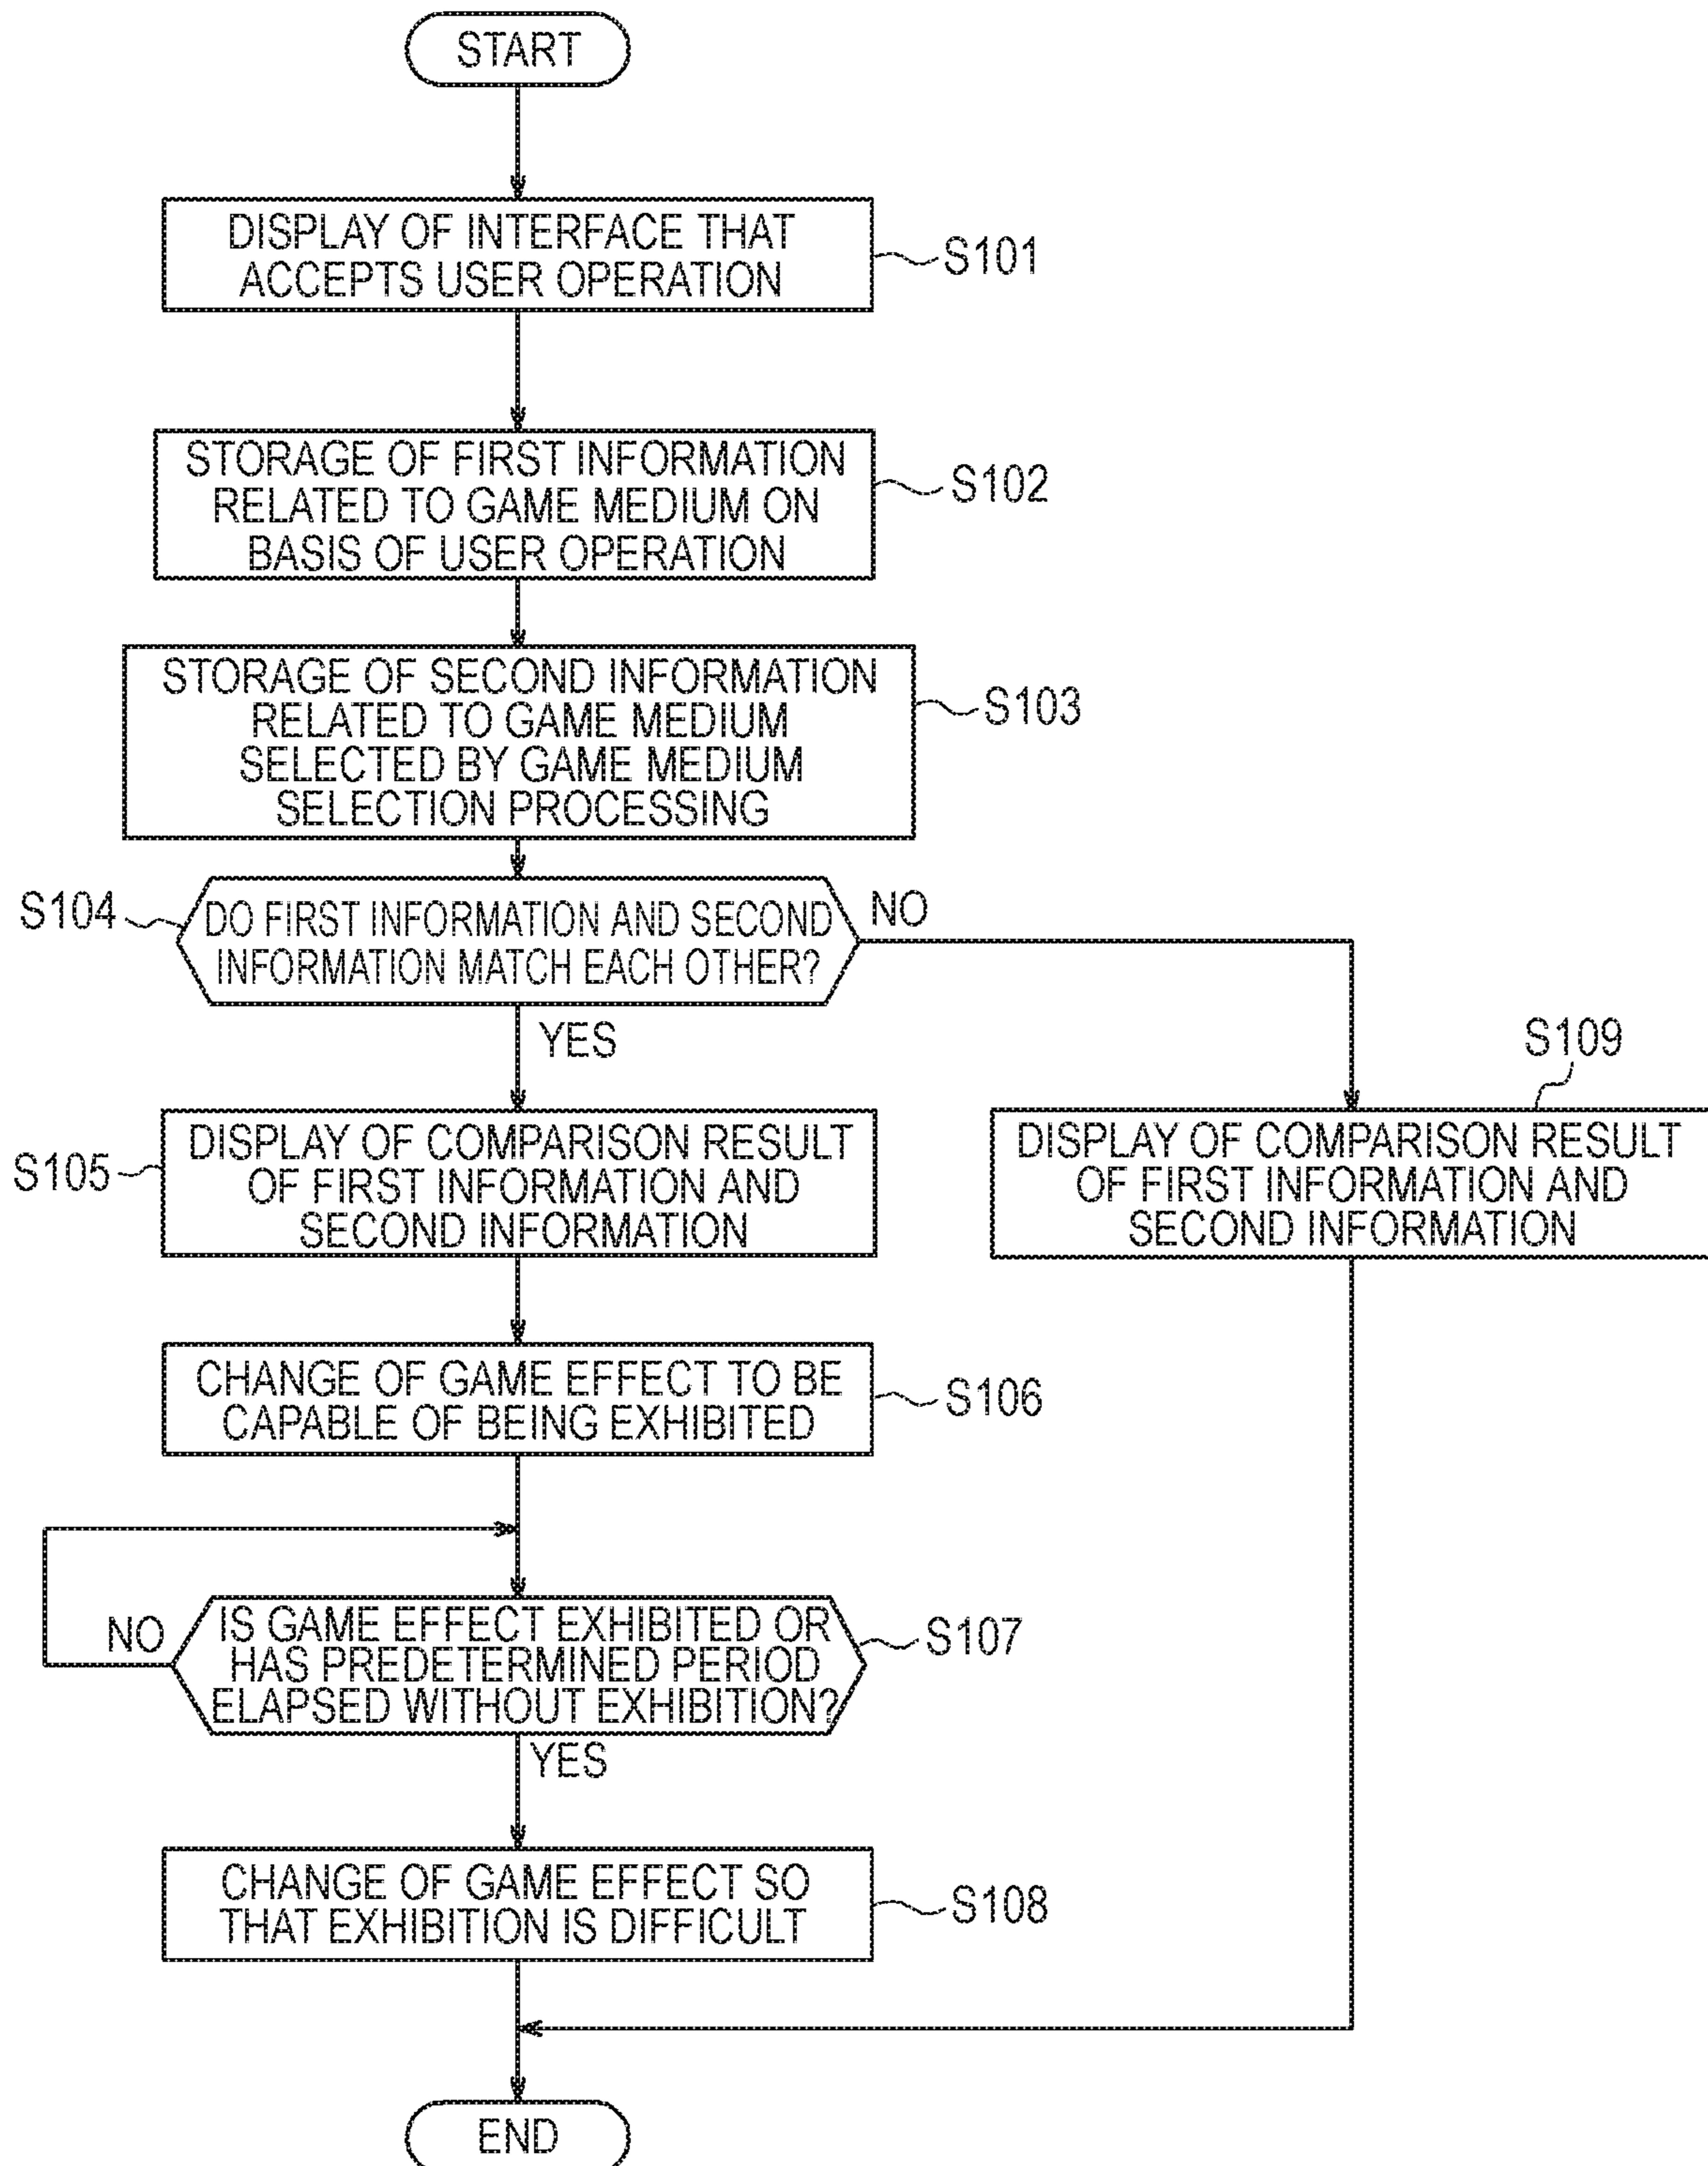 START
DISPLAY OF INTERFACE THAT
ACCEPTS USER OPERATION
S101
STORAGE OF FIRST INFORMATION
RELATED TO GAME MEDIUM ON
BASIS OF USER OPERATION
S102
STORAGE OF SECOND INFORMATION
RELATED TO GAME MEDIUM
SELECTED BY GAME MEDIUM
SELECTION PROCESSING
S103
S104
DO FIRST INFORMATION AND SECOND
INFORMATION MATCH EACH OTHER?
NO
YES
S105
DISPLAY OF COMPARISON RESULT
OF FIRST INFORMATION AND
SECOND INFORMATION
S109
DISPLAY OF COMPARISON RESULT
OF FIRST INFORMATION AND
SECOND INFORMATION
CHANGE OF GAME EFFECT TO BE
CAPABLE OF BEING EXHIBITED
S106
NO
IS GAME EFFECT EXHIBITED OR
HAS PREDETERMINED PERIOD
ELAPSED WITHOUT EXHIBITION?
S107
YES
CHANGE OF GAME EFFECT SO
THAT EXHIBITION IS DIFFICULT
S108
END